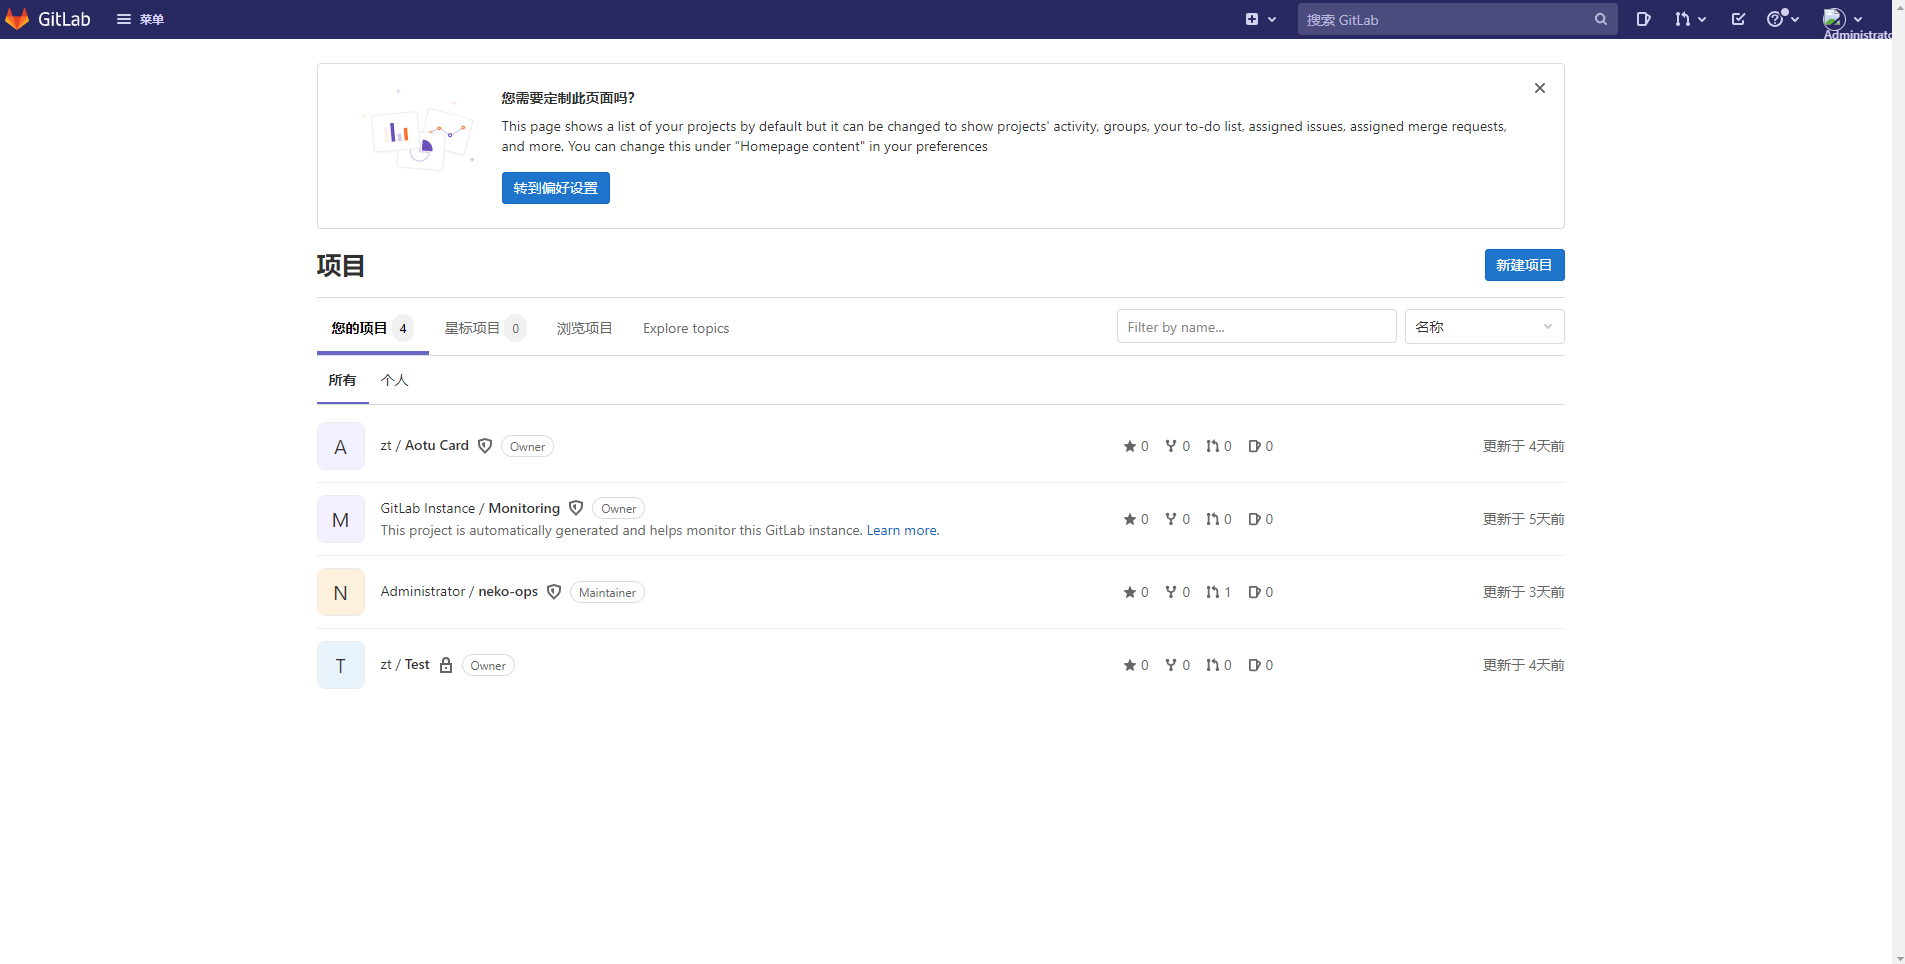 GitLab 菜单 搜索 GitLab
Administrato
您需要定制此页面吗?
This page shows a list of your projects by default but it can be changed to show projects' activity, groups, your to-do list, assigned issues, assigned merge requests,
and more. You can change this under "Homepage content" in your preferences
转到偏好设置
项目 新建项目
您的项目 4 星标项目 0 浏览项目 Explore topics Filter by name... 名称
所有 个人
A zt / Aotu Card Owner 0 0 0 0 更新于 4天前
GitLab Instance / Monitoring Owner
M This project is automatically generated and helps monitor this GitLab instance. Learn more. 0 0 0 0 更新于 5天前
N Administrator / neko-ops Maintainer 0 0 1 0 更新于 3天前
T zt / Test Owner 0 0 0 0 更新于 4天前